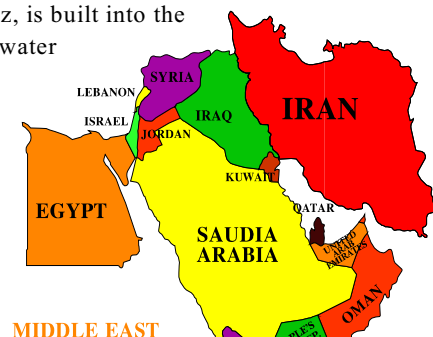 z, is built into the
water
SYRIA
LEBANON
ISRAEL
JORDAN
IRAQ
IRAN
KUWAIT
EGYPT
QATAR
SAUDIA
ARABIA
UNITED
ARAB
EMIRATES
OMAN
PLE'S
MIDDLE EAST